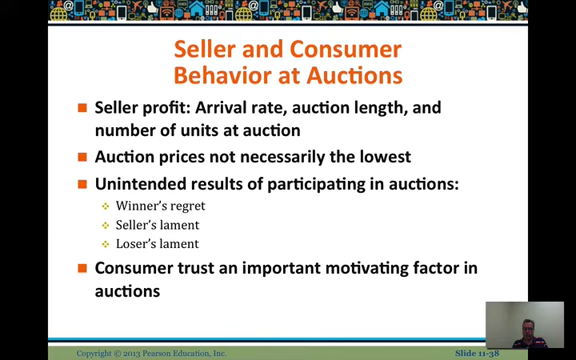 Seller and Consumer
Behavior at Auctions
Seller profit: Arrival rate, auction length, and
number of units at auction
Auction prices not necessarily the lowest
Unintended results of participating in auctions:
Winner's regret
Seller's lament
Loser's lament
Consumer trust an important motivating factor in
auctions
Copyright © 2013 Pearson Education, Inc.
Slide 11-38